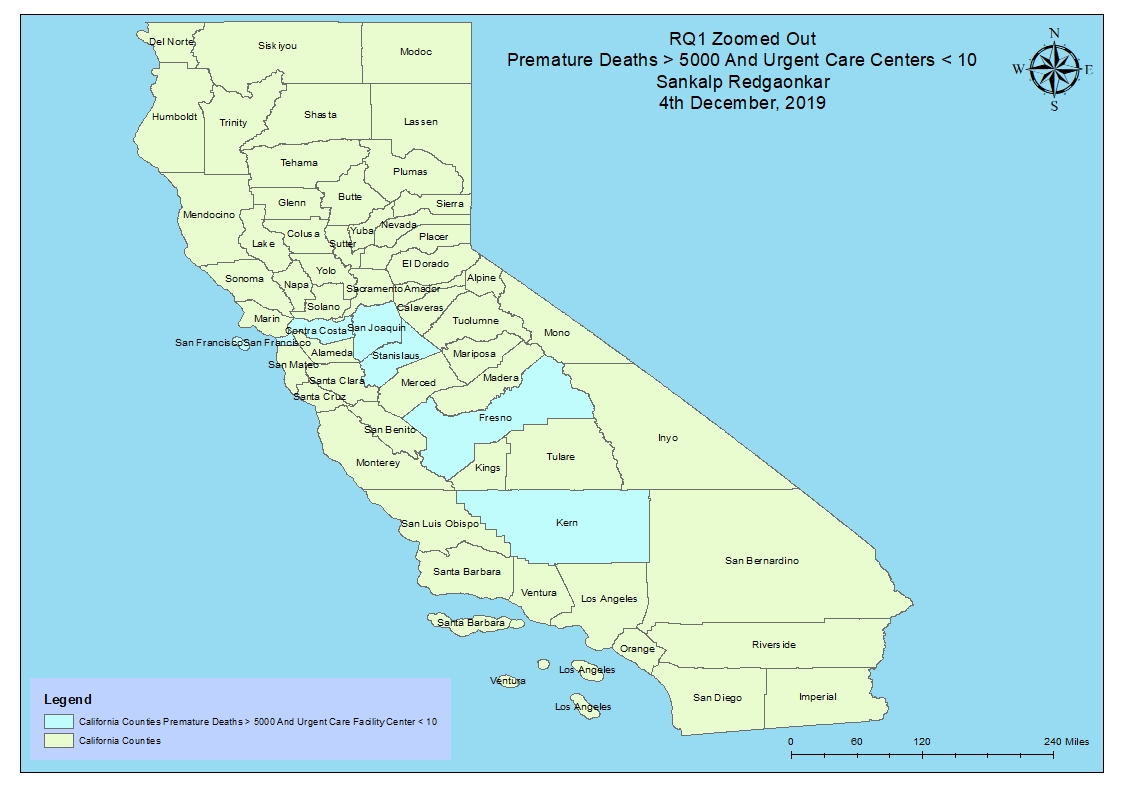 RQ1 Zoomed Out
Premature Deaths > 5000 And Urgent Care Centers < 10
Sankalp Redgaonkar
4th December, 2019
N
W E
S
Del Norte
Siskiyou
Modoc
Humboldt
Trinity
Shasta
Lassen
Tehama
Plumas
Glenn
Butte
Sierra
Mendocino
Colusa
Lake
Sutter
Yuba
Nevada
Placer
El Dorado
Sonoma
Napa
Yolo
Sacramento
Amador
Alpine
Solano
Calaveras
Marin
Contra Costa
San Joaquin
Tuolumne
Mono
San Francisco
San Francisco
Alameda
Stanislaus
Mariposa
San Mateo
Santa Clara
Merced
Madera
Santa Cruz
Fresno
San Benito
Inyo
Monterey
Kings
Tulare
San Luis Obispo
Kern
San Bernardino
Santa Barbara
Ventura
Los Angeles
Santa Barbara
Orange
Riverside
Los Angeles
Ventura
San Diego
Imperial
Los Angeles
Legend
California Counties Premature Deaths > 5000 And Urgent Care Facility Center < 10
California Counties
0 60 120 240 Miles